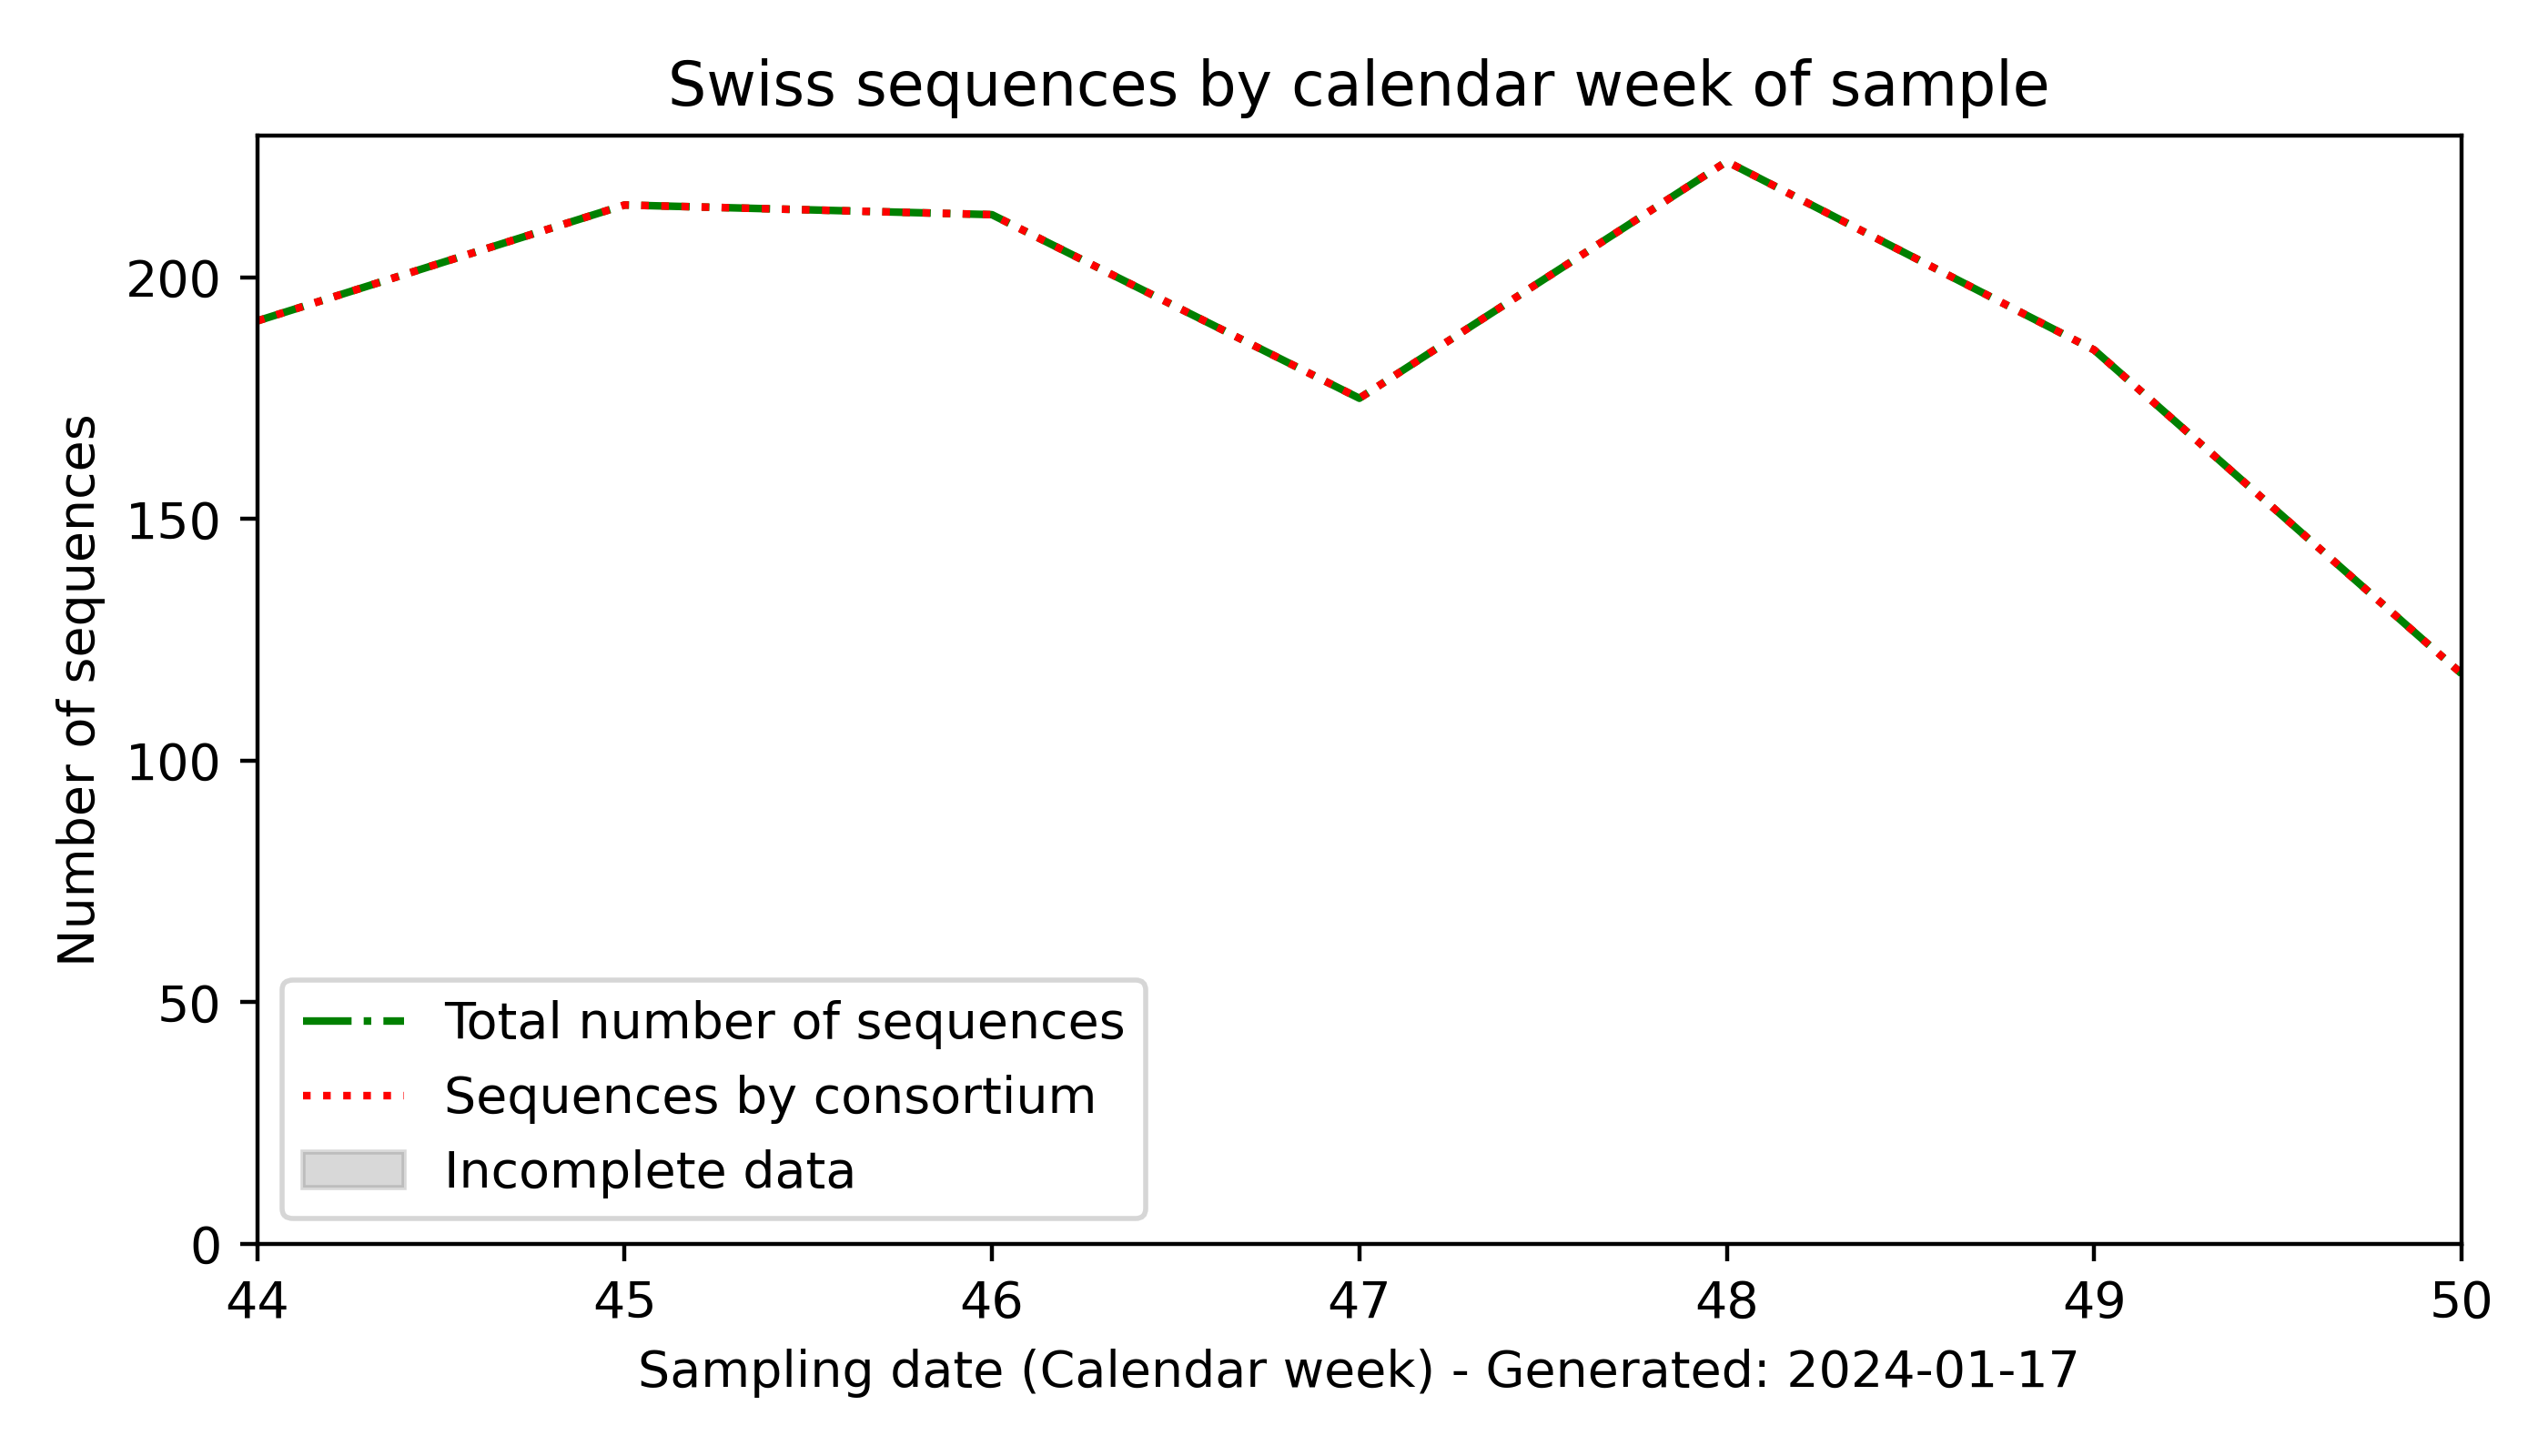 Swiss sequences by calendar week of sample
Number of sequences
200
150
100
50
0
Total number of sequences
Sequences by consortium
Incomplete data
44 45 46 47 48 49 50
Sampling date (Calendar week) - Generated: 2024-01-17